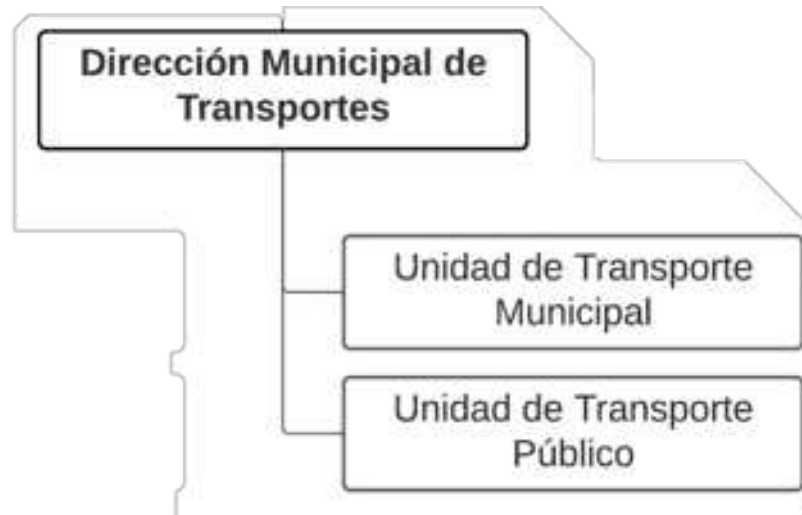 Dirección Municipal de
Transportes
Unidad de Transporte
Municipal
Unidad de Transporte
Público